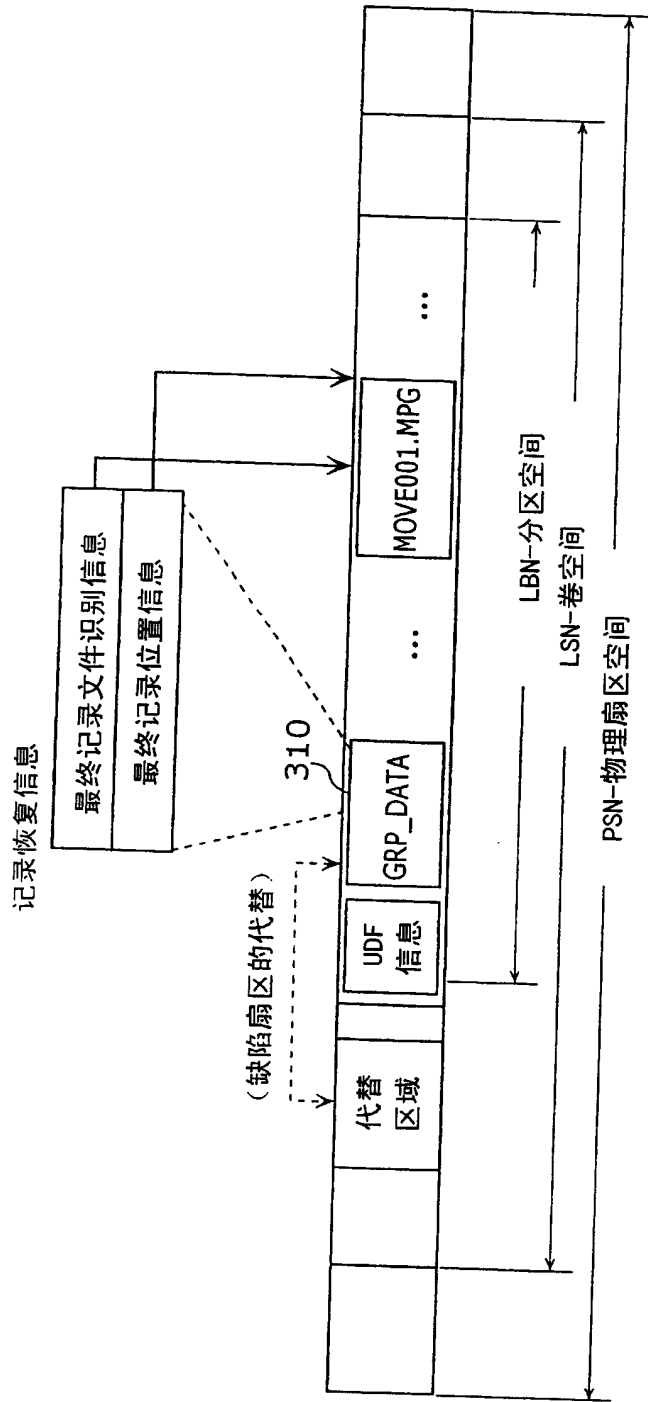 记录恢复信息
最终记录文件识别信息
最终记录位置信息
(缺陷扇区的代替)
310
代替
区域
UDF
信息
GRP_DATA
...
MOVE001.MPG
...
LBN-分区空间
LSN-卷空间
PSN-物理扇区空间